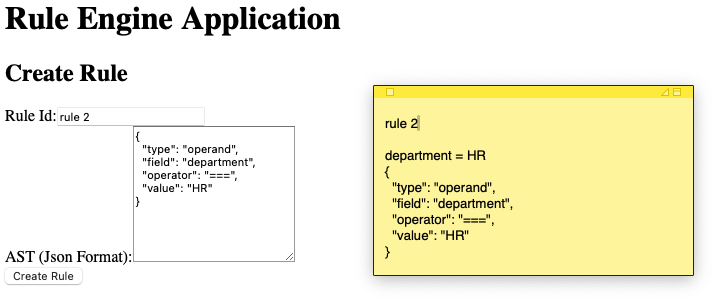 Rule Engine Application
Create Rule
Rule Id: rule 2
{
"type": "operand",
"field": "department",
"operator": "===",
"value": "HR"
}
AST (Json Format):
Create Rule
rule 2
department = HR
{
"type": "operand",
"field": "department",
"operator": "===",
"value": "HR"
}